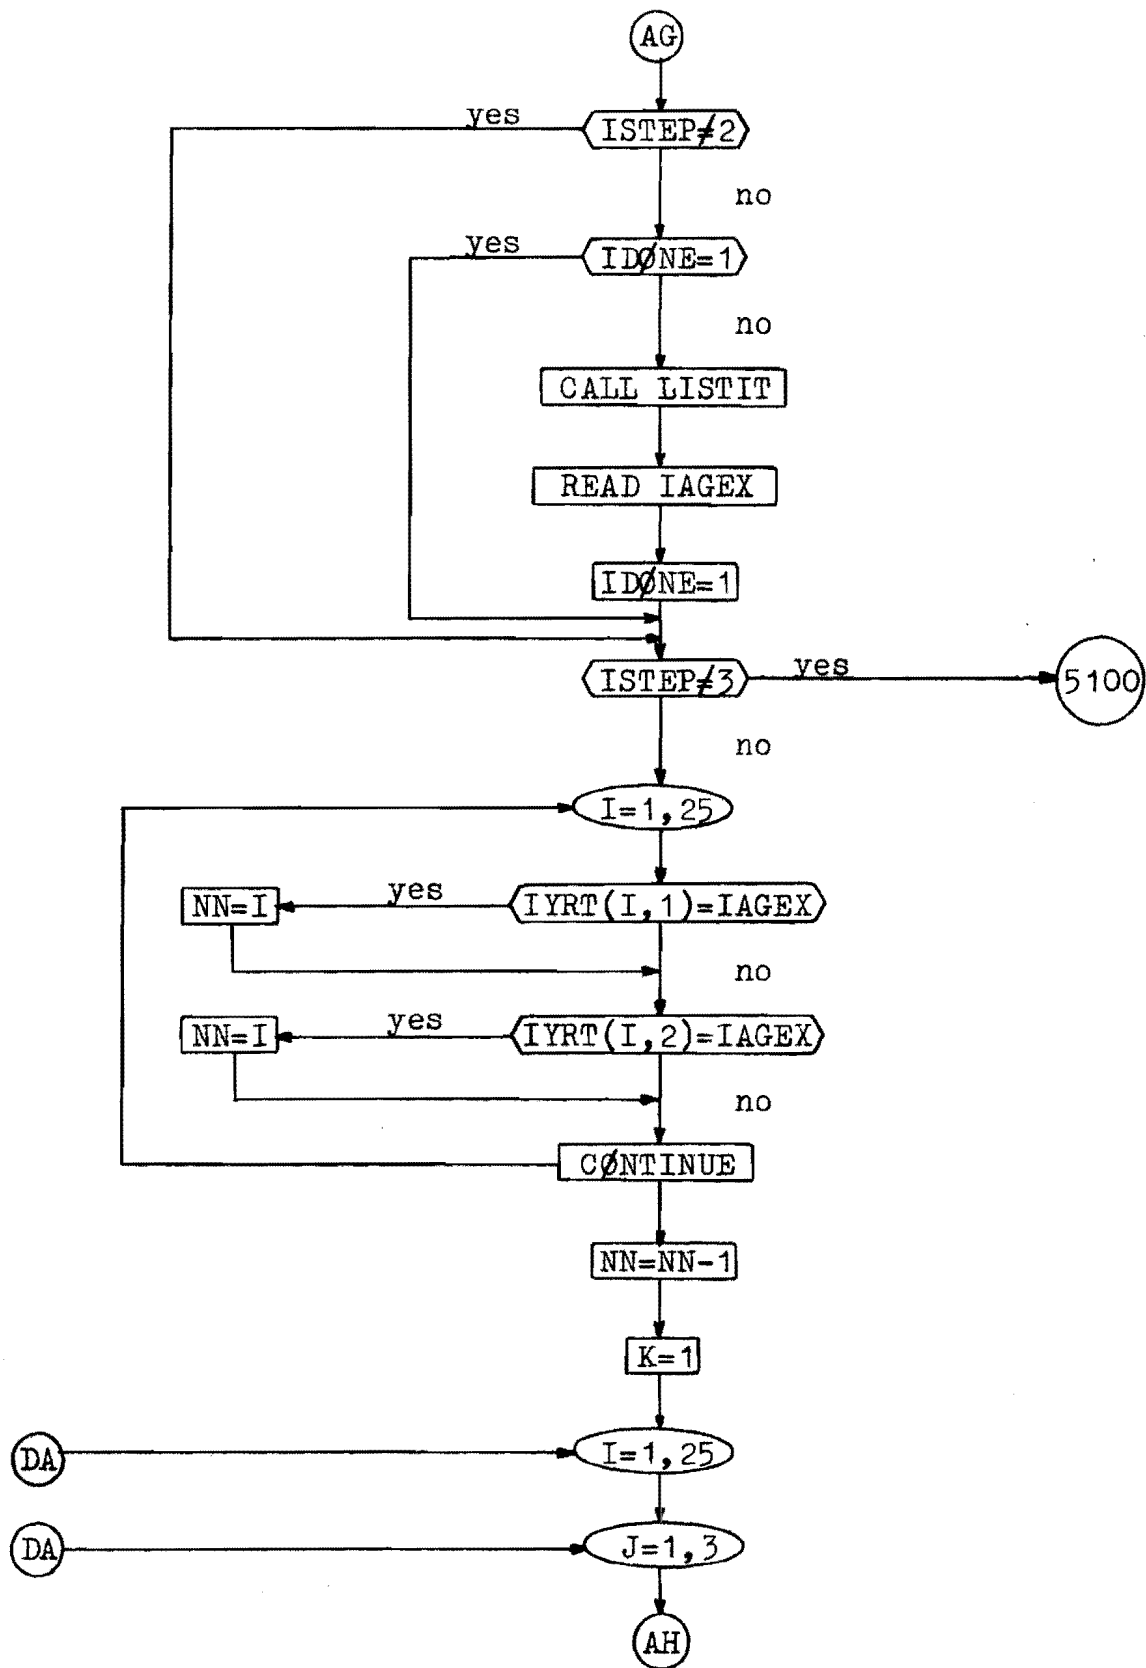 AG
yes
ISTEP≠2
no
yes
IDØNE=1
no
CALL LISTIT
READ IAGEX
IDØNE=1
ISTEP≠3
yes
5100
no
I=1,25
NN=I
yes
IYRT(I,1)=IAGEX
no
NN=I
yes
IYRT(I,2)=IAGEX
no
CØNTINUE
NN=NN-1
K=1
DA
I=1,25
DA
J=1,3
AH